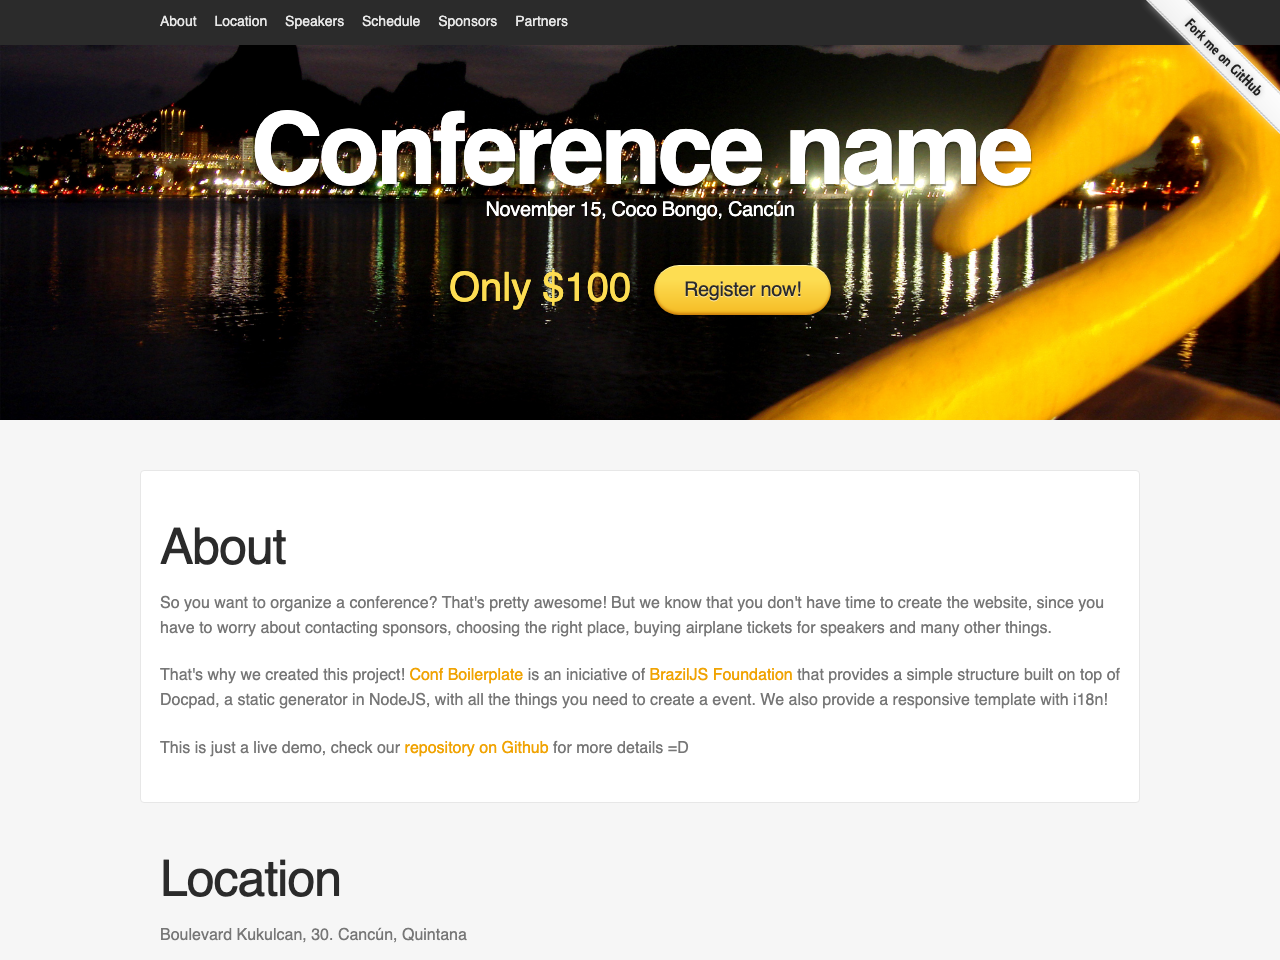 About Location Speakers Schedule Sponsors Partners
Fork me on GitHub
Conference name
November 15, Coco Bongo, Cancún
Only $100 Register now!
About
So you want to organize a conference? That's pretty awesome! But we know that you don't have time to create the website, since you
have to worry about contacting sponsors, choosing the right place, buying airplane tickets for speakers and many other things.
That's why we created this project! Conf Boilerplate is an iniciative of BrazilJS Foundation that provides a simple structure built on top of
Docpad, a static generator in NodeJS, with all the things you need to create a event. We also provide a responsive template with i18n!
This is just a live demo, check our repository on Github for more details =D
Location
Boulevard Kukulcan, 30. Cancún, Quintana